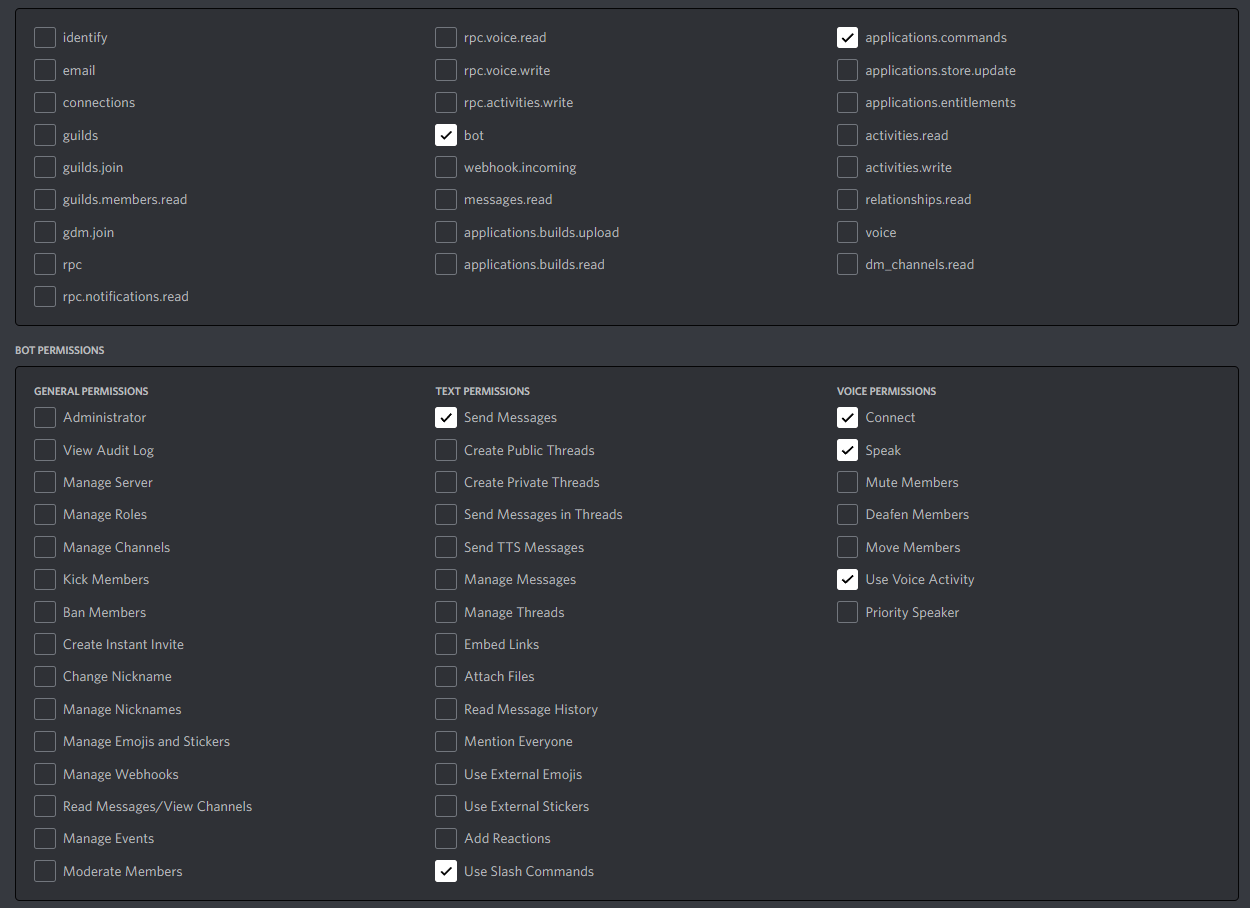 identify
email
connections
guilds
guilds.join
guilds.members.read
gdm.join
rpc
rpc.notifications.read
rpc.voice.read
rpc.voice.write
rpc.activities.write
bot
webhook.incoming
messages.read
applications.builds.upload
applications.builds.read
applications.commands
applications.store.update
applications.entitlements
activities.read
activities.write
relationships.read
voice
dm_channels.read
BOT PERMISSIONS
GENERAL PERMISSIONS
Administrator
View Audit Log
Manage Server
Manage Roles
Manage Channels
Kick Members
Ban Members
Create Instant Invite
Change Nickname
Manage Nicknames
Manage Emojis and Stickers
Manage Webhooks
Read Messages/View Channels
Manage Events
Moderate Members
TEXT PERMISSIONS
Send Messages
Create Public Threads
Create Private Threads
Send Messages in Threads
Send TTS Messages
Manage Messages
Manage Threads
Embed Links
Attach Files
Read Message History
Mention Everyone
Use External Emojis
Use External Stickers
Add Reactions
Use Slash Commands
VOICE PERMISSIONS
Connect
Speak
Mute Members
Deafen Members
Move Members
Use Voice Activity
Priority Speaker